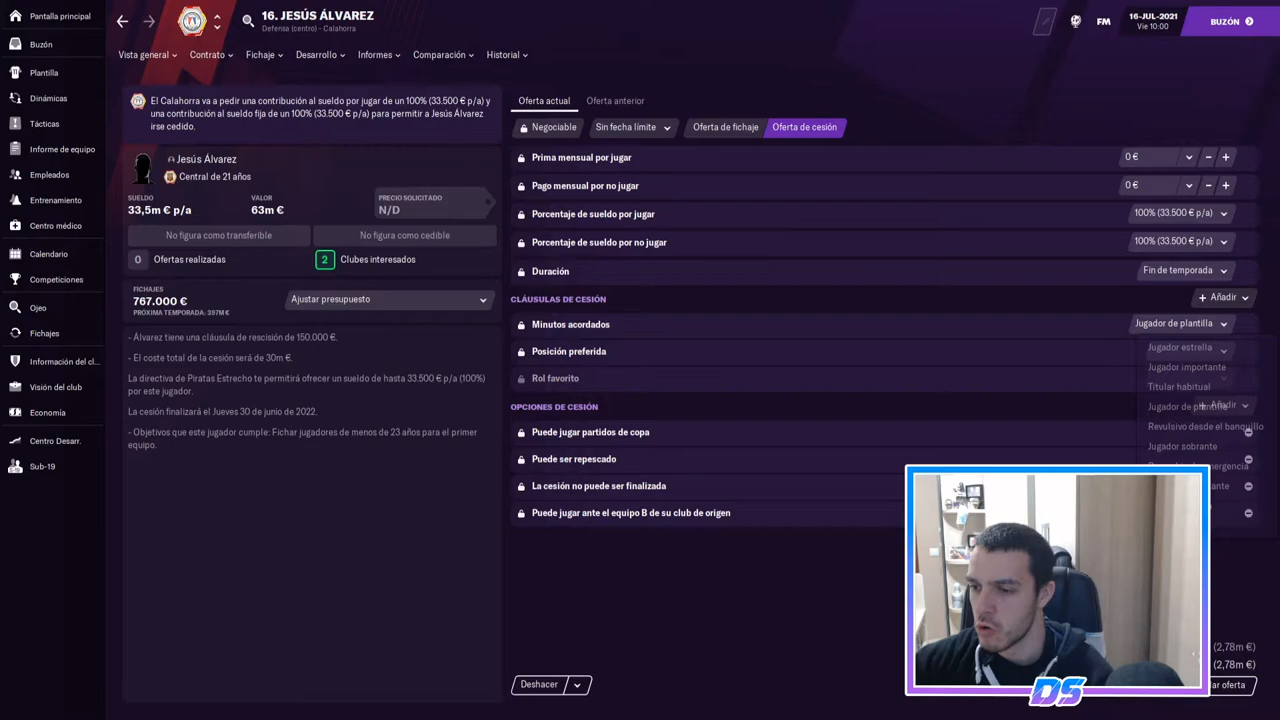 Pantalla principal
Buzón
Plantilla
Dinámicas
Tácticas
Informe de equipo
Empleados
Entrenamiento
Centro médico
Calendario
Competiciones
Ojeo
Fichajes
Información del cl...
Visión del club
Economía
Centro Desarr.
Sub-19
16. JESÚS ÁLVAREZ
Defensa (centro) - Calahorra
FM
16-JUL-2021
Vie 10:00
BUZÓN
Vista general
Contrato
Fichaje
Desarrollo
Informes
Comparación
Historial
El Calahorra va a pedir una contribución al sueldo por jugar de un 100% (33.500 € p/a) y
una contribución al sueldo fija de un 100% (33.500 € p/a) para permitir a Jesús Álvarez
irse cedido.
Jesús Álvarez
Central de 21 años
SUELDO
33,5m € p/a
VALOR
63m €
PRECIO SOLICITADO
N/D
No figura como transferible
No figura como cedible
0 Ofertas realizadas
2 Clubes interesados
FICHAJES
767.000 €
PRÓXIMA TEMPORADA: 397M €
Ajustar presupuesto
- Álvarez tiene una cláusula de rescisión de 150.000 €.
- El coste total de la cesión será de 30m €.
La directiva de Piratas Estrecho te permitirá ofrecer un sueldo de hasta 33.500 € p/a (100%)
por este jugador.
La cesión finalizará el Jueves 30 de junio de 2022.
- Objetivos que este jugador cumple: Fichar jugadores de menos de 23 años para el primer
equipo.
Oferta actual
Oferta anterior
Negociable
Sin fecha límite
Oferta de fichaje
Oferta de cesión
Prima mensual por jugar
0 €
Pago mensual por no jugar
0 €
Porcentaje de sueldo por jugar
100% (33.500 € p/a)
Porcentaje de sueldo por no jugar
100% (33.500 € p/a)
Duración
Fin de temporada
CLÁUSULAS DE CESIÓN
+ Añadir
Minutos acordados
Jugador de plantilla
Posición preferida
Rol favorito
Jugador estrella
Jugador importante
Titular habitual
Jugador de plantilla
Añadir
Revulsivo desde el banquillo
Jugador sobrante
OPCIONES DE CESIÓN
Puede jugar partidos de copa
Puede ser repescado
La cesión no puede ser finalizada
Puede jugar ante el equipo B de su club de origen
Deshacer
(2,78m €)
(2,78m €)
oferta
DS